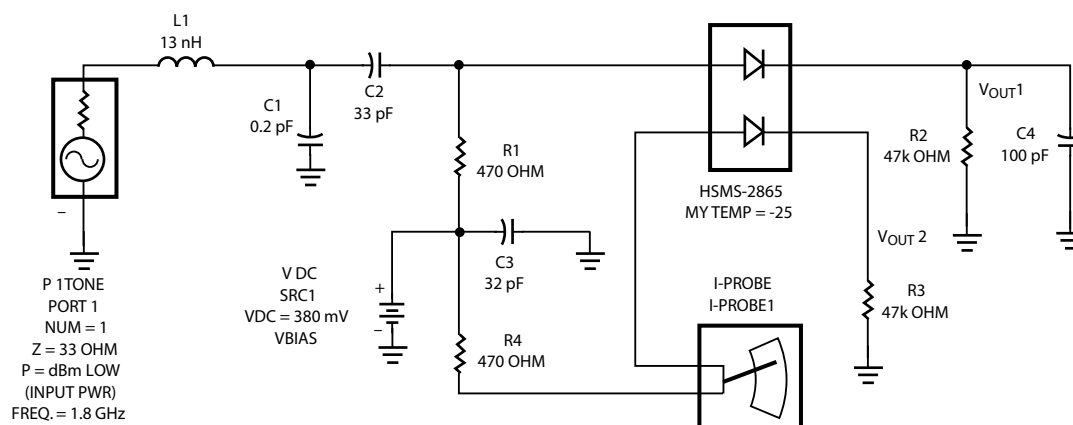 L1
13 nH
C1
0.2 pF
C2
33 pF
R1
470 OHM
HSMS-2865
MY TEMP = -25
VOUT1
R2
47k OHM
C4
100 pF
–
P 1TONE
PORT 1
NUM = 1
Z = 33 OHM
P = dBm LOW
(INPUT PWR)
FREQ. = 1.8 GHz
V DC
SRC1
VDC = 380 mV
VBIAS
+
–
C3
32 pF
R4
470 OHM
VOUT 2
I-PROBE
I-PROBE1
R3
47k OHM